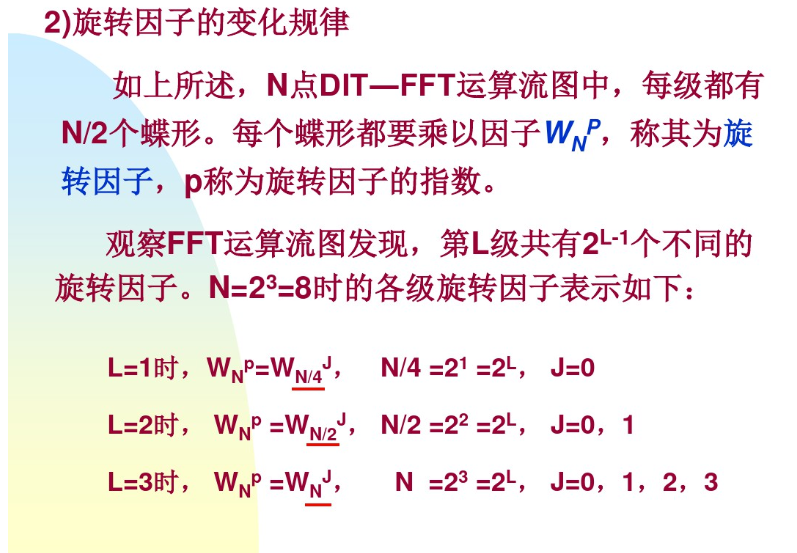 2)旋转因子的变化规律
如上所述，N点DIT—FFT运算流图中，每级都有
N/2个蝶形。每个蝶形都要乘以因子W_N^P，称其为旋
转因子，p称为旋转因子的指数。
观察FFT运算流图发现，第L级共有2^{L-1}个不同的
旋转因子。N=2^3=8时的各级旋转因子表示如下：
L=1时，W_N^p=W_{N/4}^J， N/4 =2^1 =2^L， J=0
L=2时， W_N^p =W_{N/2}^J， N/2 =2^2 =2^L， J=0，1
L=3时， W_N^p =W_N^J， N =2^3 =2^L， J=0，1，2，3